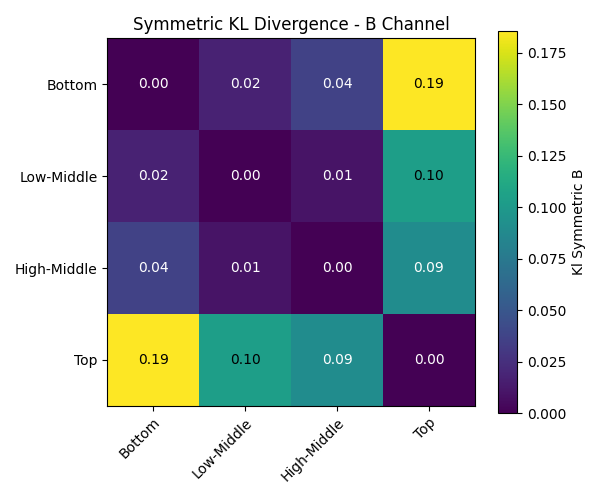 Symmetric KL Divergence - B Channel
Bottom 0.00 0.02 0.04 0.19
Low-Middle 0.02 0.00 0.01 0.10
High-Middle 0.04 0.01 0.00 0.09
Top 0.19 0.10 0.09 0.00
Bottom Low-Middle High-Middle Top
0.175
0.150
0.125
0.100
0.075
0.050
0.025
0.000
Kl Symmetric B